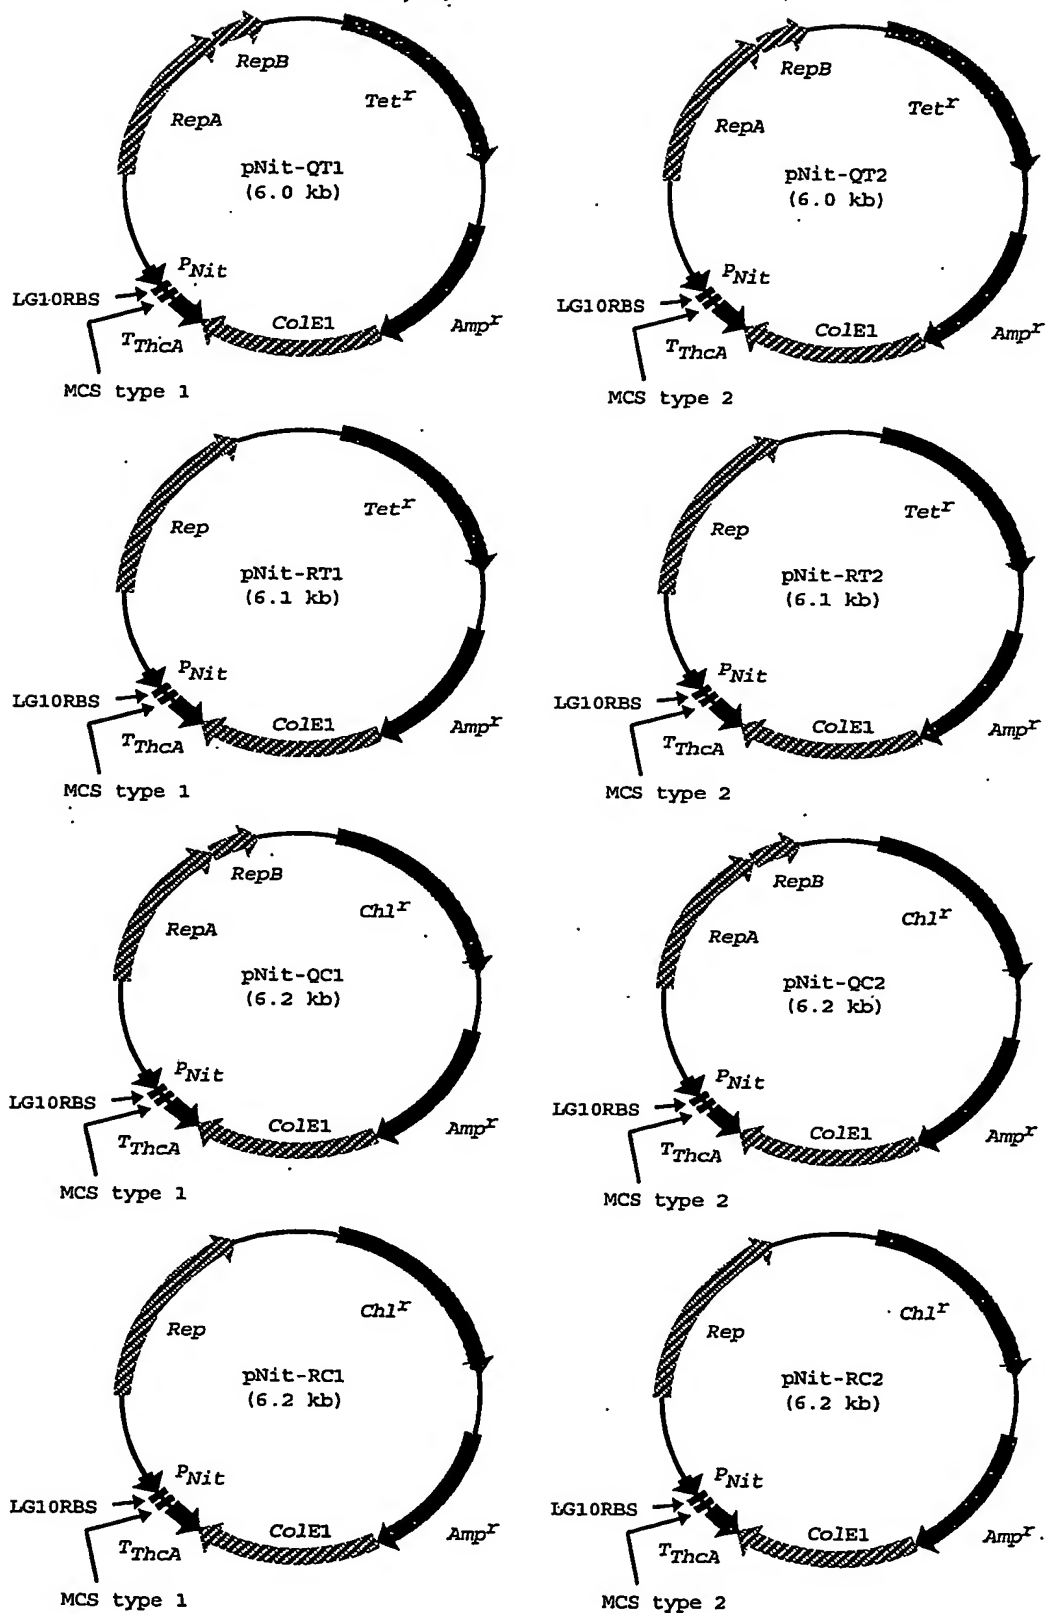 RepB
Tetr
RepA
pNit-QT1
(6.0 kb)
PNit
LG10RBS
ColE1
Ampr
TThcA
MCS type 1
RepB
Tetr
RepA
pNit-QT2
(6.0 kb)
PNit
LG10RBS
ColE1
Ampr
TThcA
MCS type 2
Tetr
Rep
pNit-RT1
(6.1 kb)
PNit
LG10RBS
ColE1
Ampr
TThcA
MCS type 1
Tetr
Rep
pNit-RT2
(6.1 kb)
PNit
LG10RBS
ColE1
Ampr
TThcA
MCS type 2
RepB
Chlr
RepA
pNit-QC1
(6.2 kb)
PNit
LG10RBS
ColE1
Ampr
TThcA
MCS type 1
RepB
Chlr
RepA
pNit-QC2
(6.2 kb)
PNit
LG10RBS
ColE1
Ampr
TThcA
MCS type 2
Chlr
Rep
pNit-RC1
(6.2 kb)
PNit
LG10RBS
ColE1
Ampr
TThcA
MCS type 1
Chlr
Rep
pNit-RC2
(6.2 kb)
PNit
LG10RBS
ColE1
Ampr
TThcA
MCS type 2